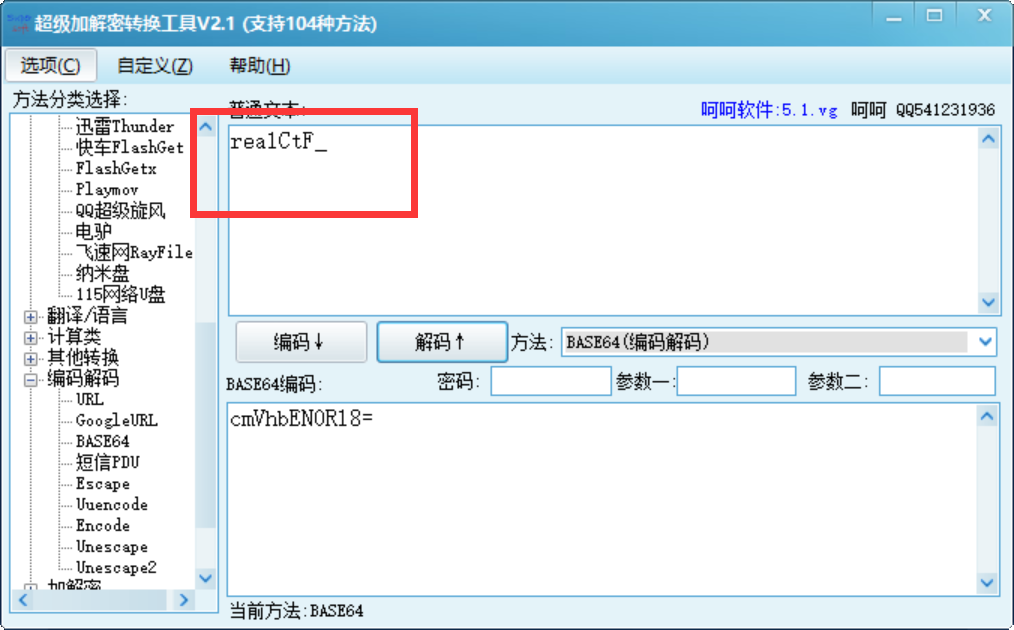 超级加解密转换工具V2.1 (支持104种方法)
选项(C) 自定义(Z) 帮助(H)
方法分类选择:
迅雷Thunder
快车FlashGet
FlashGetx
Playmov
QQ超级旋风
电驴
飞速网RayFile
纳米盘
115网络U盘
翻译/语言
计算类
其他转换
编码解码
URL
GoogleURL
BASE64
短信PDU
Escape
Uuencode
Encode
Unescape
Unescape2
加解密
普通文本:
呵呵软件:5.1.vg 呵呵 QQ541231936
realCtF_
编码↓ 解码↑ 方法: BASE64(编码解码)
BASE64编码: 密码: 参数一: 参数二:
cmVhbEN0R18=
当前方法:BASE64